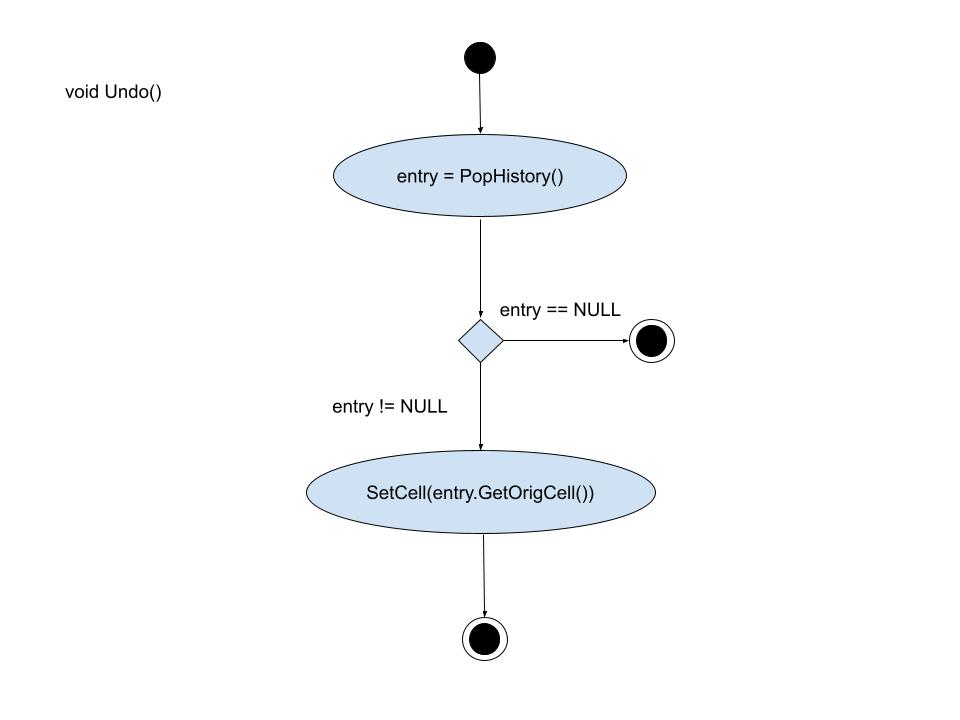 void Undo()
entry = PopHistory()
entry == NULL
entry != NULL
SetCell(entry.GetOrigCell())